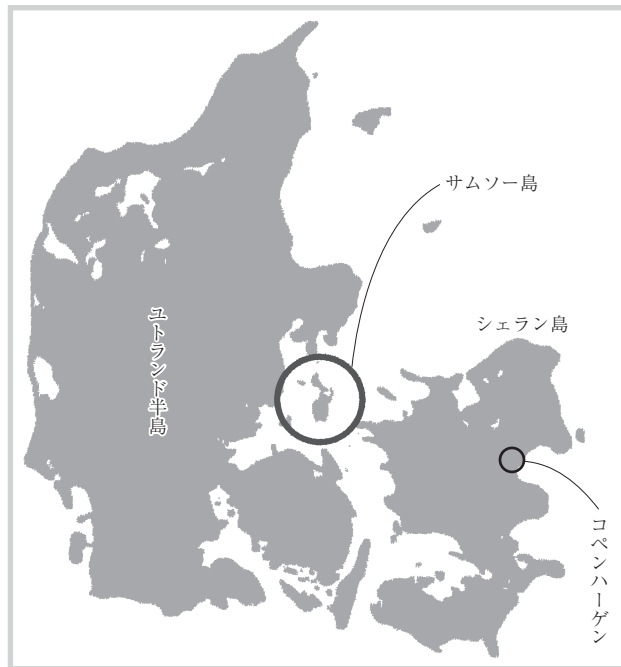 サムソー島
シェラン島
ユトランド半島
コペンハーゲン